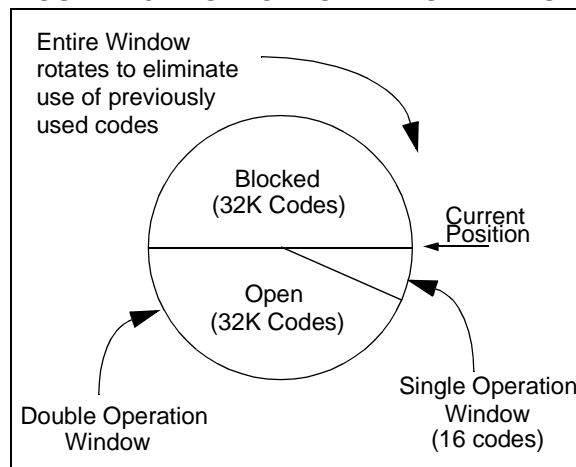 Entire Window
rotates to eliminate
use of previously
used codes
Blocked
(32K Codes)
Current
Position
Open
(32K Codes)
Double Operation
Window
Single Operation
Window
(16 codes)